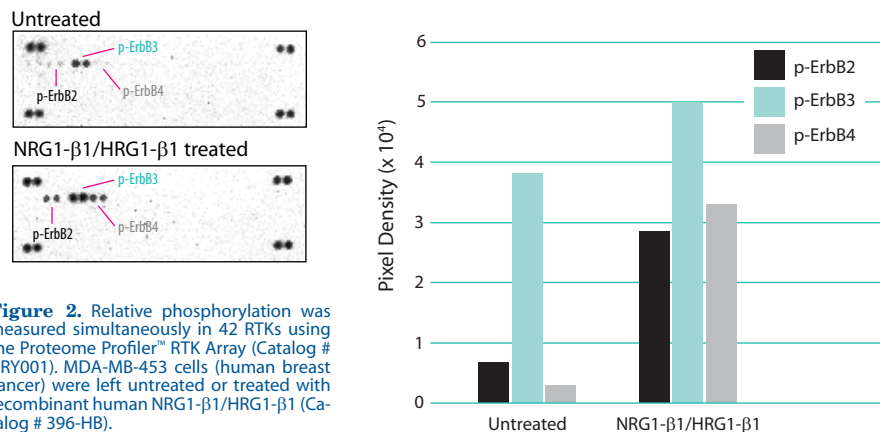 Untreated
p-ErbB3
p-ErbB2
p-ErbB4
NRG1-β1/HRG1-β1 treated
p-ErbB3
p-ErbB4
p-ErbB2
igure 2. Relative phosphorylation was
easured simultaneously in 42 RTKs using
e Proteome Profiler™ RTK Array (Catalog #
RY001). MDA-MB-453 cells (human breast
ancer) were left untreated or treated with
ecombinant human NRG1-β1/HRG1-β1 (Ca-
alog # 396-HB).
Pixel Density (x 10⁴)
6
5
4
3
2
1
0
p-ErbB2
p-ErbB3
p-ErbB4
Untreated
NRG1-β1/HRG1-β1